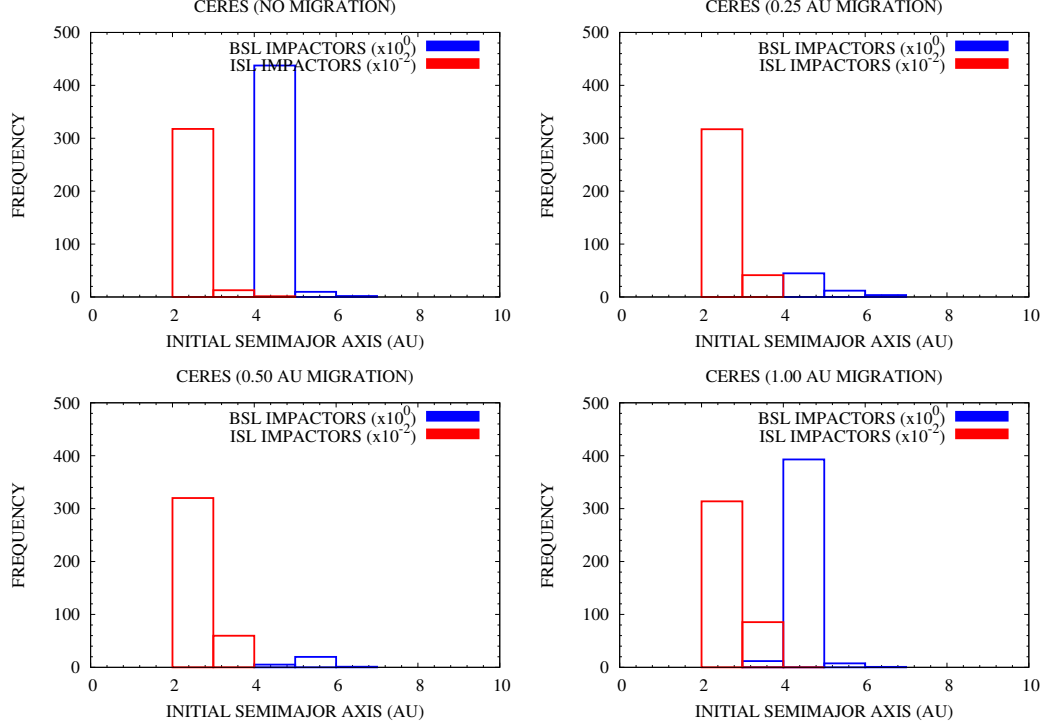 CERES (NO MIGRATION)
500
400
300
200
100
0
FREQUENCY
BSL IMPACTORS (x10^0)
ISL IMPACTORS (x10^-2)
0 2 4 6 8 10
INITIAL SEMIMAJOR AXIS (AU)
CERES (0.25 AU MIGRATION)
500
400
300
200
100
0
FREQUENCY
BSL IMPACTORS (x10^0)
ISL IMPACTORS (x10^-2)
0 2 4 6 8 10
INITIAL SEMIMAJOR AXIS (AU)
CERES (0.50 AU MIGRATION)
500
400
300
200
100
0
FREQUENCY
BSL IMPACTORS (x10^0)
ISL IMPACTORS (x10^-2)
0 2 4 6 8 10
INITIAL SEMIMAJOR AXIS (AU)
CERES (1.00 AU MIGRATION)
500
400
300
200
100
0
FREQUENCY
BSL IMPACTORS (x10^0)
ISL IMPACTORS (x10^-2)
0 2 4 6 8 10
INITIAL SEMIMAJOR AXIS (AU)